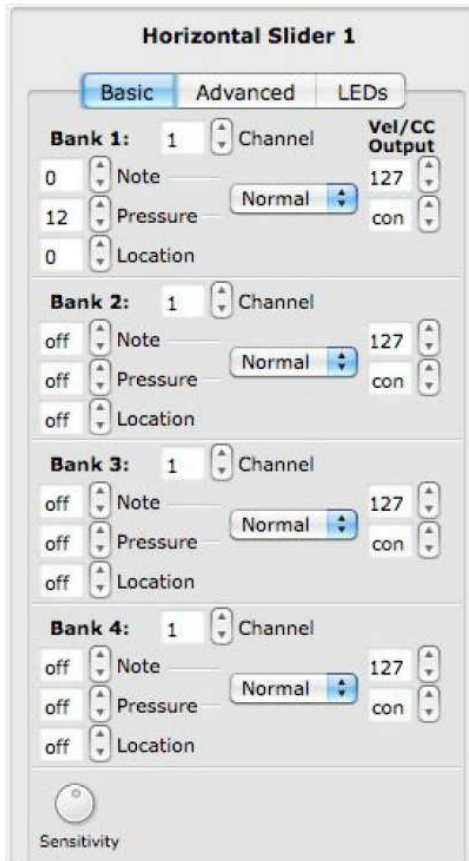 Horizontal Slider 1
Basic Advanced LEDs
Bank 1: 1 Channel Vel/CC Output
0 Note Normal 127
12 Pressure con
0 Location
Bank 2: 1 Channel
off Note Normal 127
off Pressure con
off Location
Bank 3: 1 Channel
off Note Normal 127
off Pressure con
off Location
Bank 4: 1 Channel
off Note Normal 127
off Pressure con
off Location
Sensitivity